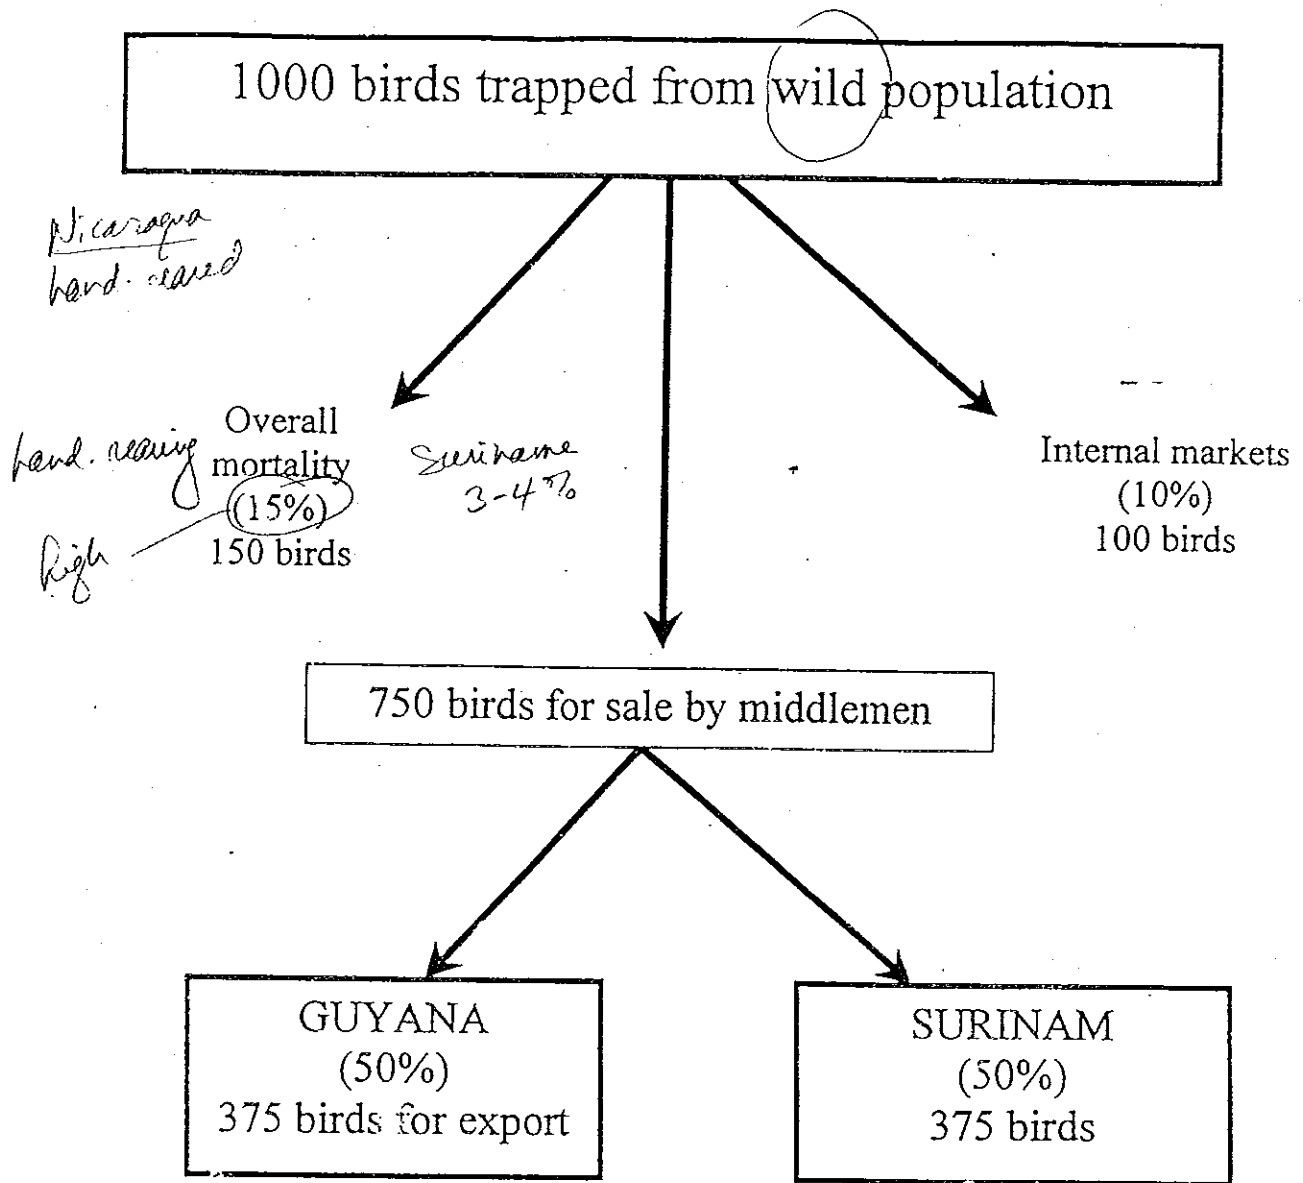 1000 birds trapped from wild population
Nicaragua
hand-reared
hand-rearing
Overall
mortality
(15%)
150 birds
high
Suriname
3-4%
Internal markets
(10%)
100 birds
750 birds for sale by middlemen
GUYANA
(50%)
375 birds for export
SURINAM
(50%)
375 birds